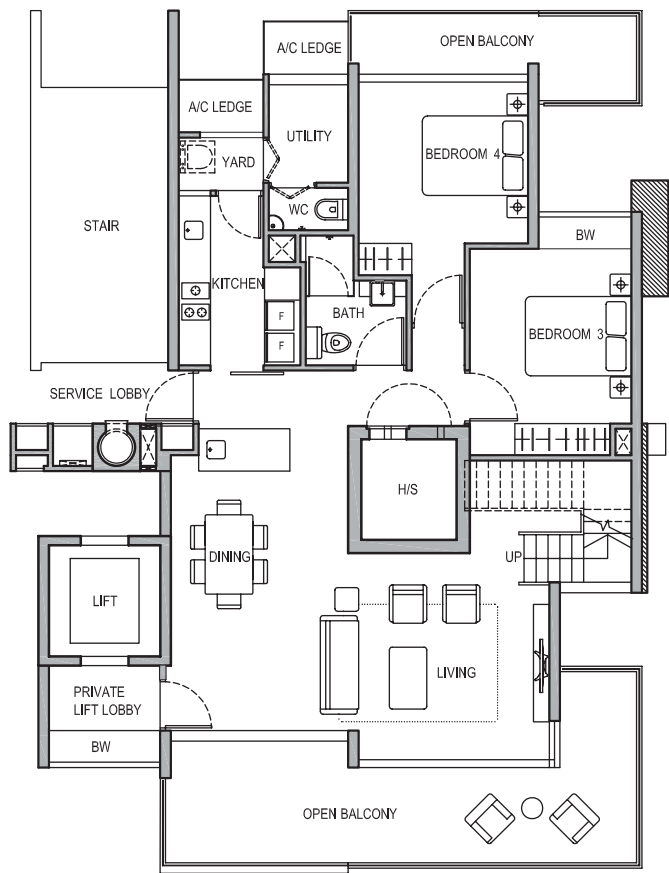 OPEN BALCONY
A/C LEDGE
A/C LEDGE
UTILITY
YARD
BEDROOM 4
WC
STAIR
BW
KITCHEN
BATH
F
BEDROOM 3
F
SERVICE LOBBY
H/S
DINING
UP
LIFT
LIVING
PRIVATE
LIFT LOBBY
BW
OPEN BALCONY